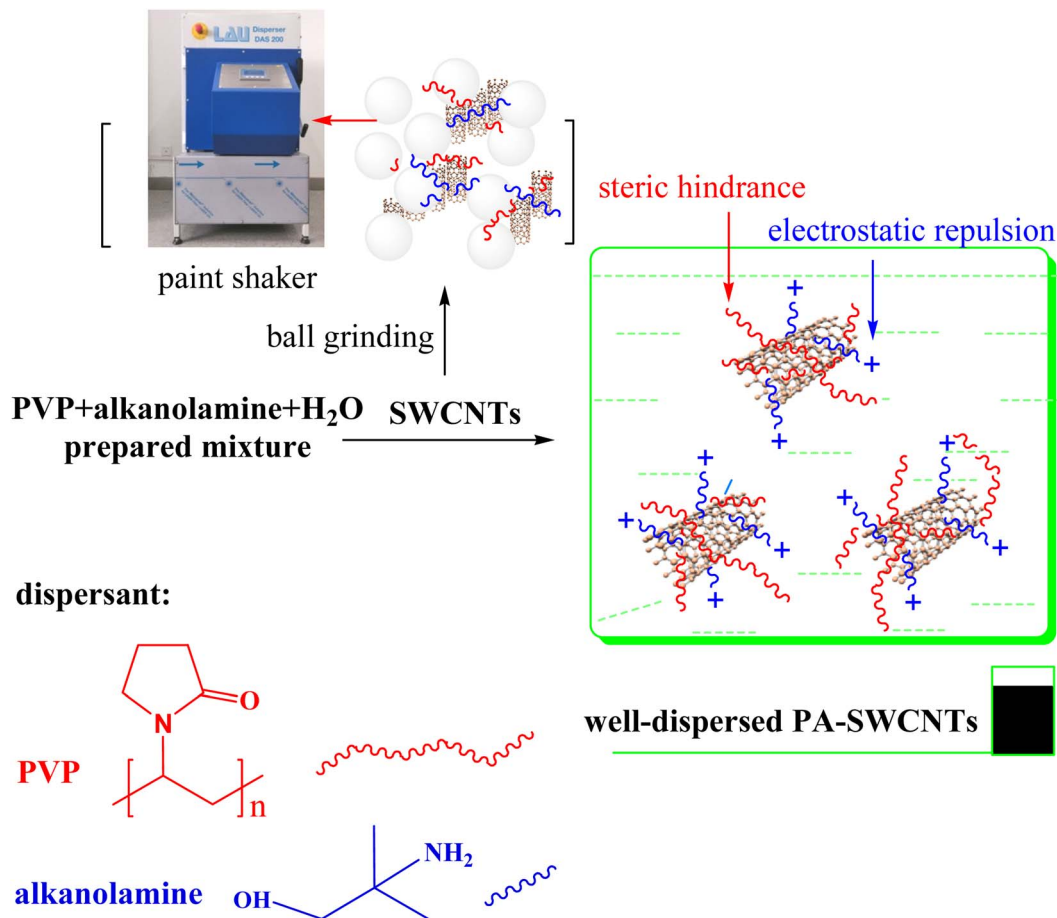 LAU
Disperser
DAS 200
paint shaker
ball grinding
steric hindrance
electrostatic repulsion
+
+
+
PVP+alkanolamine+H₂O
prepared mixture
SWCNTs
+
+
+
+
+
+
+
+
dispersant:
O
N
n
PVP
well-dispersed PA-SWCNTs
NH₂
alkanolamine
OH